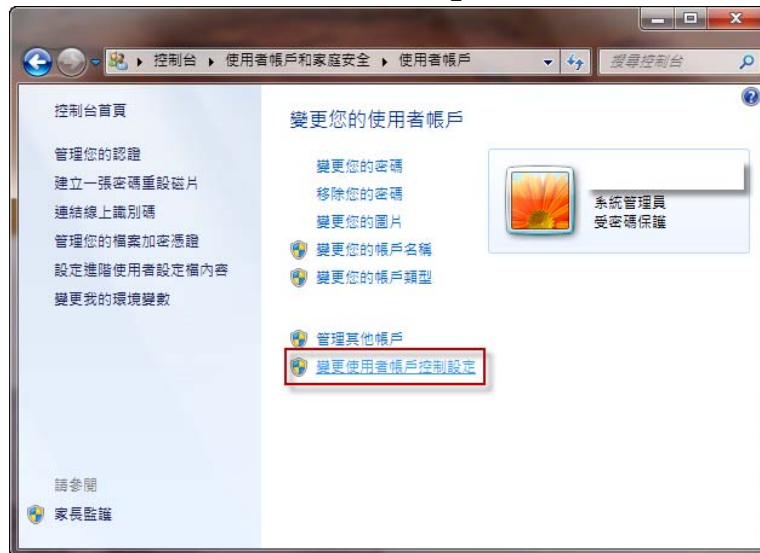 控制台 使用者帳戶和家庭安全 使用者帳戶
搜尋控制台
控制台首頁
管理您的認證
建立一張密碼重設磁片
連結線上識別碼
管理您的檔案加密憑證
設定進階使用者設定檔內容
變更我的環境變數
請參閱
家長監護
變更您的使用者帳戶
變更您的密碼
移除您的密碼
變更您的圖片
變更您的帳戶名稱
變更您的帳戶類型
管理其他帳戶
變更使用者帳戶控制設定
系統管理員
受密碼保護